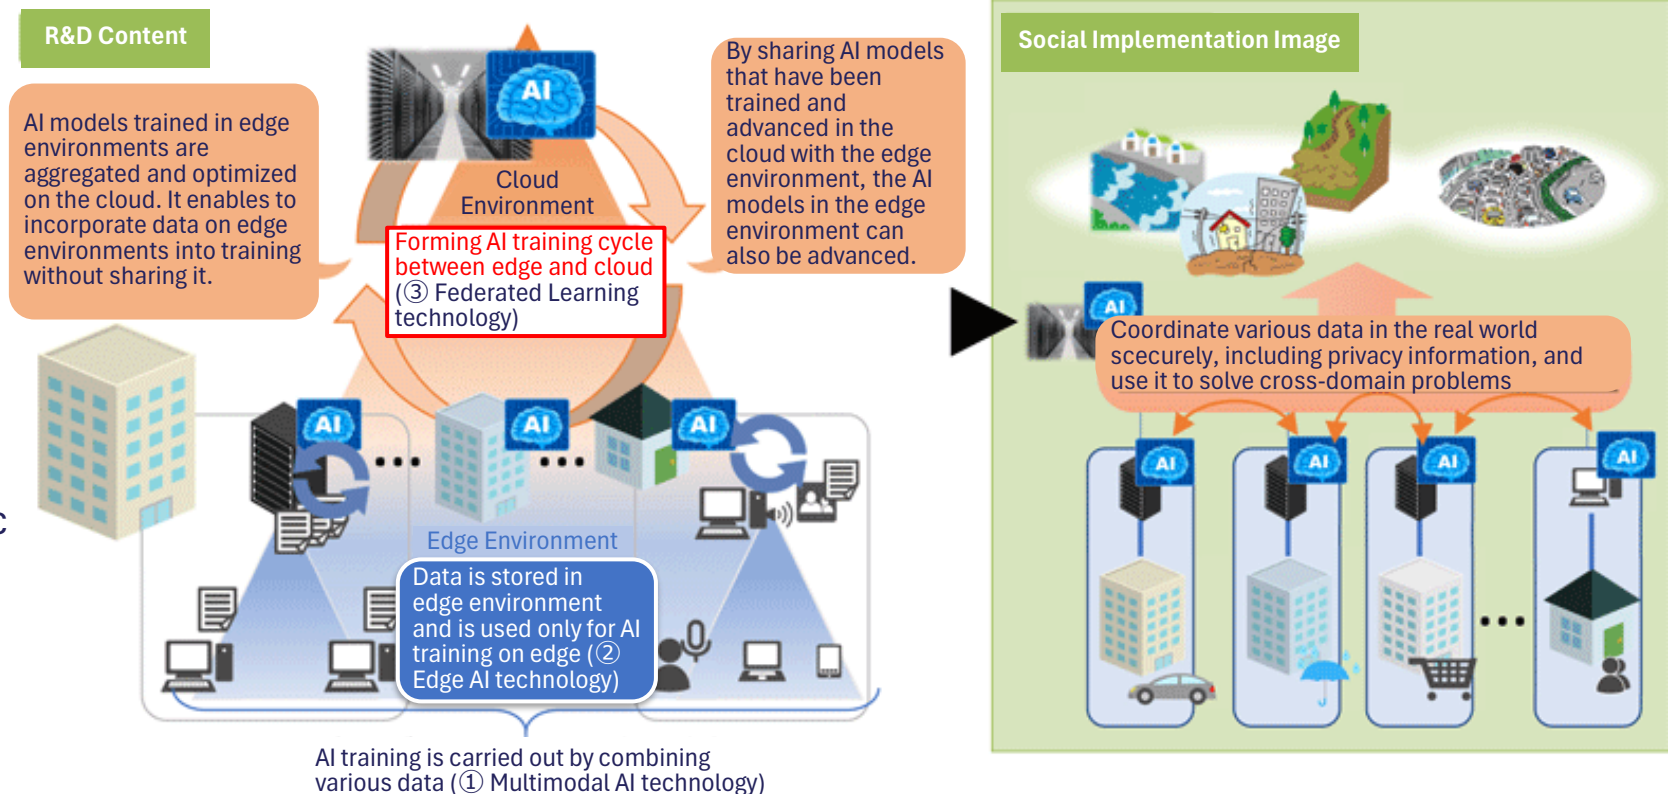 R&D Content
AI models trained in edge
environments are
aggregated and optimized
on the cloud. It enables to
incorporate data on edge
environments into training
without sharing it.
AI
Cloud
Environment
Forming AI training cycle
between edge and cloud
(③ Federated Learning
technology)
By sharing AI models
that have been
trained and
advanced in the
cloud with the edge
environment, the AI
models in the edge
environment can
also be advanced.
AI
AI
AI
Edge Environment
Data is stored in
edge environment
and is used only for AI
training on edge (②
Edge AI technology)
AI training is carried out by combining
various data (① Multimodal AI technology)
c
Social Implementation Image
AI
Coordinate various data in the real world
scecurely, including privacy information, and
use it to solve cross-domain problems
AI
AI
AI
AI